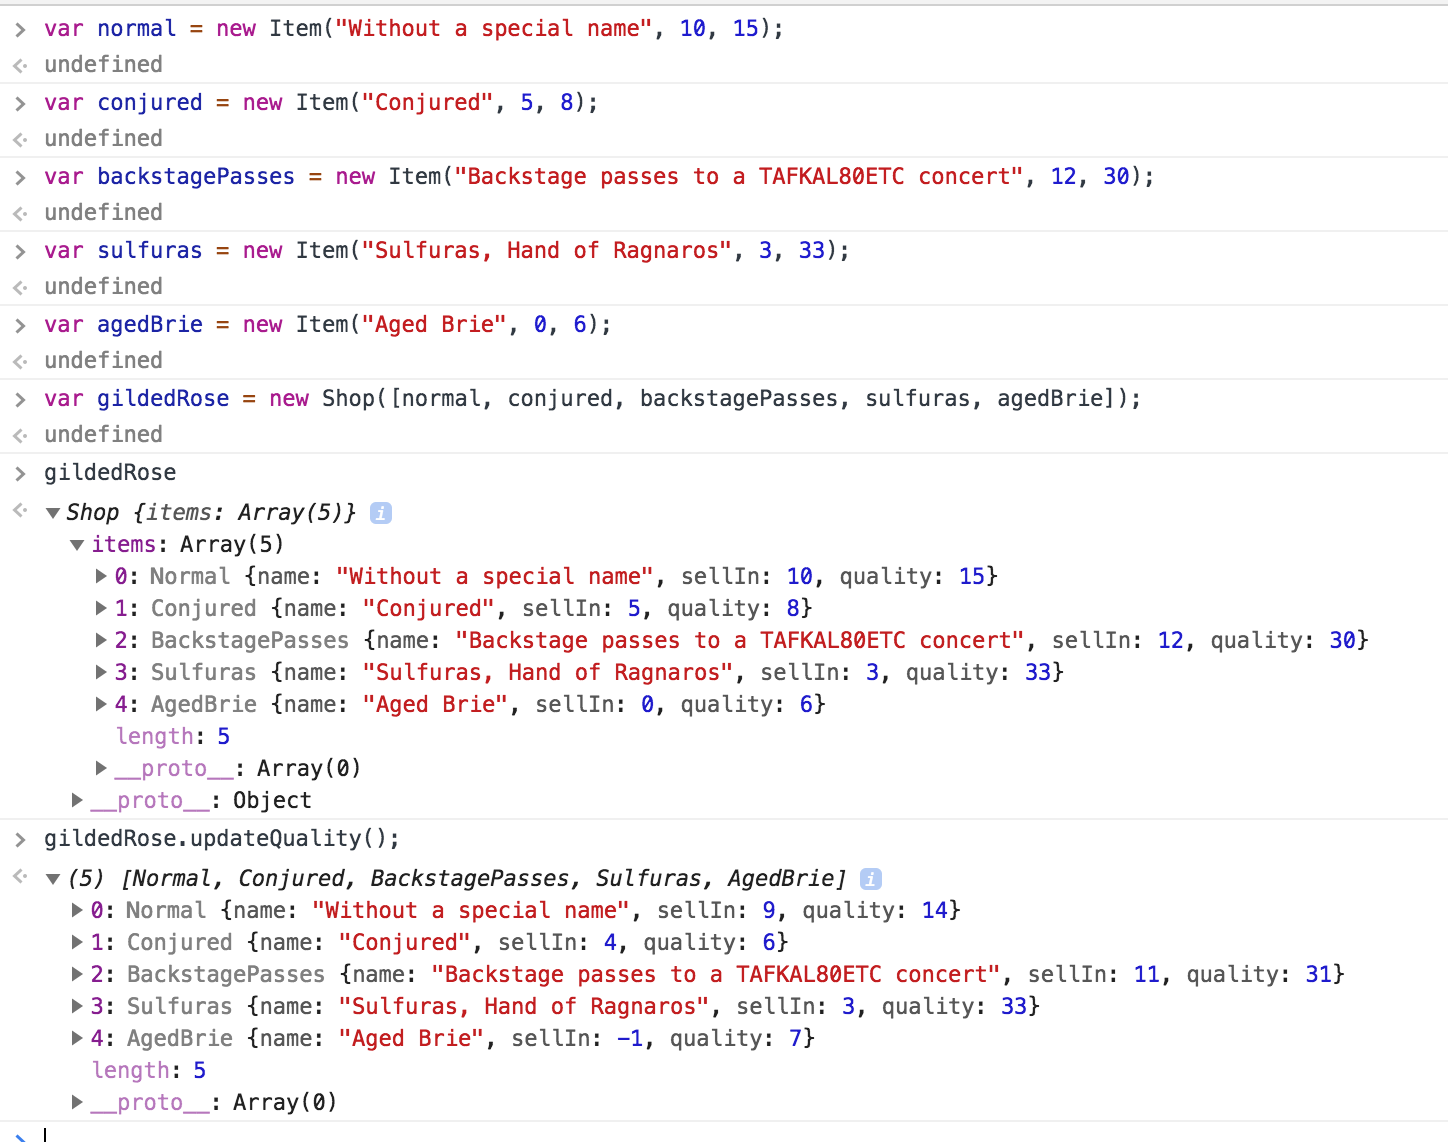 > var normal = new Item("Without a special name", 10, 15);
undefined
> var conjured = new Item("Conjured", 5, 8);
undefined
> var backstagePasses = new Item("Backstage passes to a TAFKAL80ETC concert", 12, 30);
undefined
> var sulfuras = new Item("Sulfuras, Hand of Ragnaros", 3, 33);
undefined
> var agedBrie = new Item("Aged Brie", 0, 6);
undefined
> var gildedRose = new Shop([normal, conjured, backstagePasses, sulfuras, agedBrie]);
undefined
> gildedRose
Shop {items: Array(5)} i
items: Array(5)
0: Normal {name: "Without a special name", sellIn: 10, quality: 15}
1: Conjured {name: "Conjured", sellIn: 5, quality: 8}
2: BackstagePasses {name: "Backstage passes to a TAFKAL80ETC concert", sellIn: 12, quality: 30}
3: Sulfuras {name: "Sulfuras, Hand of Ragnaros", sellIn: 3, quality: 33}
4: AgedBrie {name: "Aged Brie", sellIn: 0, quality: 6}
length: 5
__proto__: Array(0)
__proto__: Object
> gildedRose.updateQuality();
(5) [Normal, Conjured, BackstagePasses, Sulfuras, AgedBrie] i
0: Normal {name: "Without a special name", sellIn: 9, quality: 14}
1: Conjured {name: "Conjured", sellIn: 4, quality: 6}
2: BackstagePasses {name: "Backstage passes to a TAFKAL80ETC concert", sellIn: 11, quality: 31}
3: Sulfuras {name: "Sulfuras, Hand of Ragnaros", sellIn: 3, quality: 33}
4: AgedBrie {name: "Aged Brie", sellIn: -1, quality: 7}
length: 5
__proto__: Array(0)